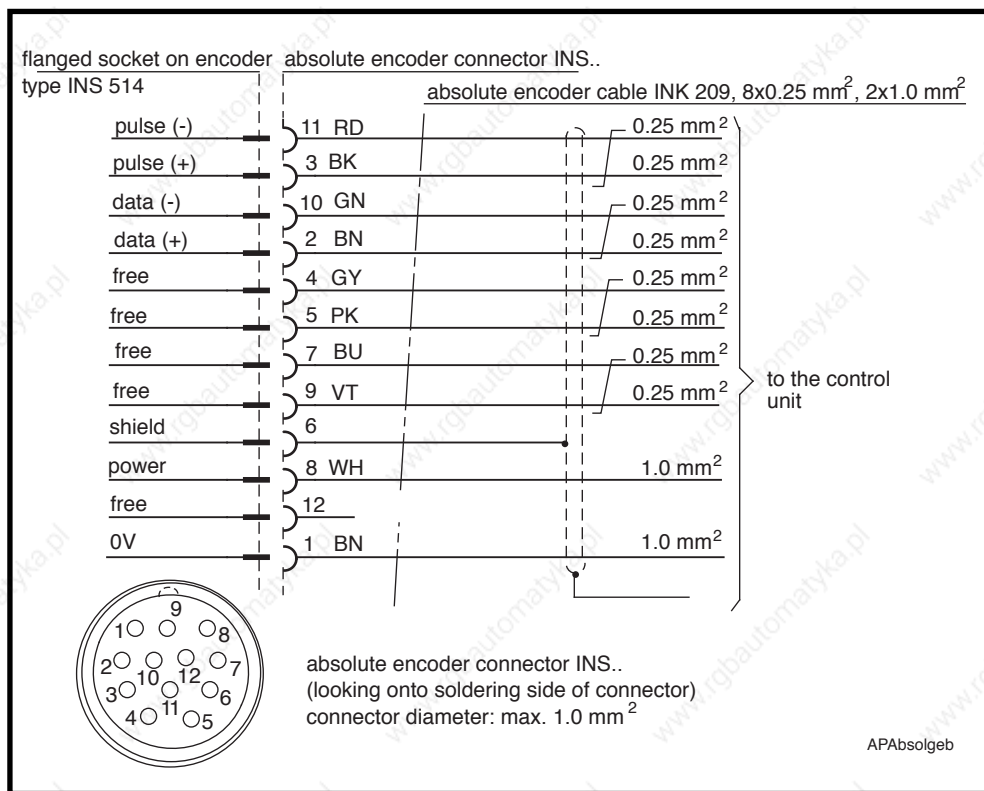 flanged socket on encoder absolute encoder connector INS..
type INS 514
absolute encoder cable INK 209, 8x0.25 mm², 2x1.0 mm²
pulse (-) 11 RD 0.25 mm²
pulse (+) 3 BK 0.25 mm²
data (-) 10 GN 0.25 mm²
data (+) 2 BN 0.25 mm²
free 4 GY 0.25 mm²
free 5 PK 0.25 mm²
free 7 BU 0.25 mm²
free 9 VT 0.25 mm²
to the control
unit
shield 6
power 8 WH 1.0 mm²
free 12
0V 1 BN 1.0 mm²
9
1 8
2 10 12 7
3 11 6
4 5
absolute encoder connector INS..
(looking onto soldering side of connector)
connector diameter: max. 1.0 mm²
APAbsolgeb
www.rgbautomatyka.pl